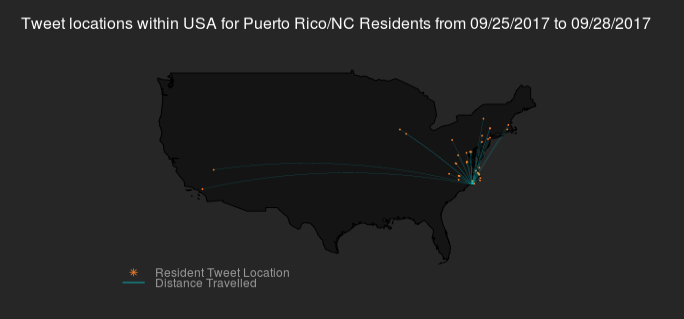 Tweet locations within USA for Puerto Rico/NC Residents from 09/25/2017 to 09/28/2017
Resident Tweet Location
Distance Travelled